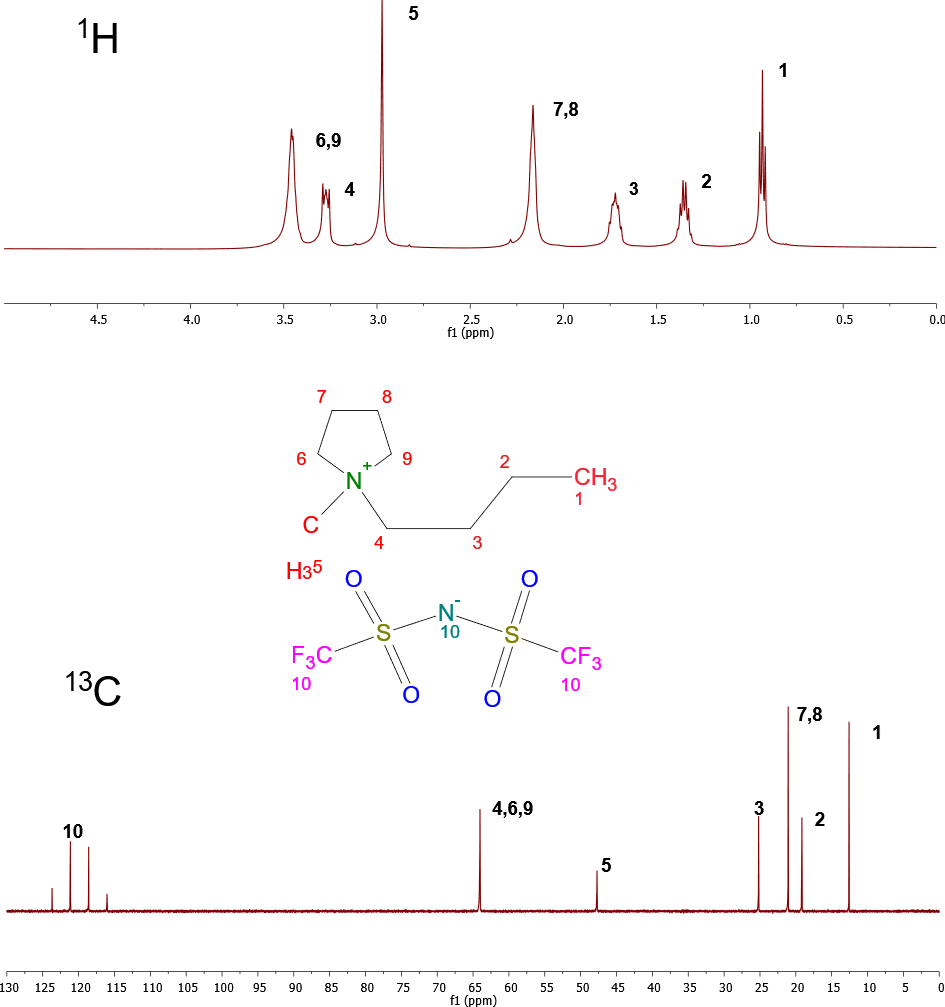 ¹H
5
1
6,9
7,8
4
3
2
4.5 4.0 3.5 3.0 2.5 2.0 1.5 1.0 0.5 0.0
f1 (ppm)
7 8
6 9
N+
2
CH3
1
C
4 3
H3⁵
O O
N-
10
S S
F3C CF3
10 10
O O
¹³C
7,8
1
4,6,9 3
2
10
5
130 125 120 115 110 105 100 95 90 85 80 75 70 65 60 55 50 45 40 35 30 25 20 15 10 5 0
f1 (ppm)